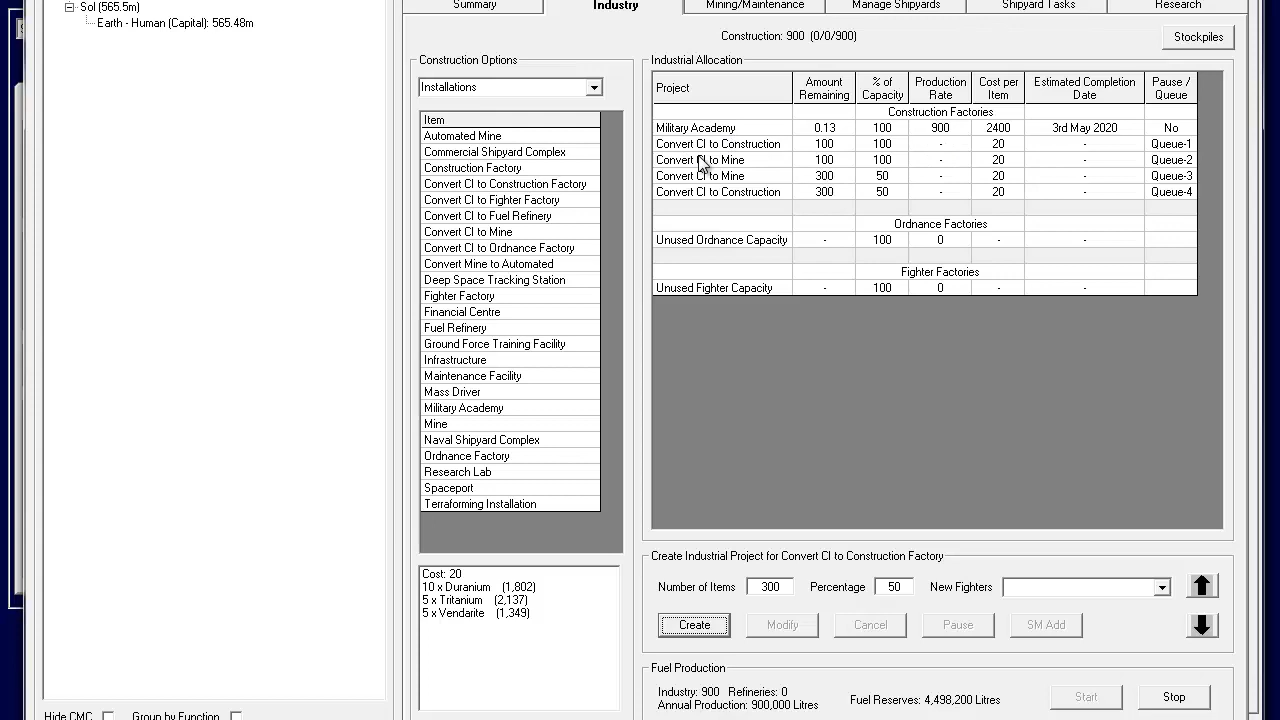 Sol (565.5m)
Earth - Human (Capital): 565.48m
Hide CMC
Group by Function
Summary
Industry
Mining/Maintenance
Manage Shipyards
Shipyard Tasks
Research
Construction: 900 (0/0/900)
Stockpiles
Construction Options
Installations
Item
Automated Mine
Commercial Shipyard Complex
Construction Factory
Convert CI to Construction Factory
Convert CI to Fighter Factory
Convert CI to Fuel Refinery
Convert CI to Mine
Convert CI to Ordnance Factory
Convert Mine to Automated
Deep Space Tracking Station
Fighter Factory
Financial Centre
Fuel Refinery
Ground Force Training Facility
Infrastructure
Maintenance Facility
Mass Driver
Military Academy
Mine
Naval Shipyard Complex
Ordnance Factory
Research Lab
Spaceport
Terraforming Installation
Cost: 20
10 x Duranium (1,802)
5 x Tritanium (2,137)
5 x Vendarite (1,349)
Industrial Allocation
Project Amount Remaining % of Capacity Production Rate Cost per Item Estimated Completion Date Pause / Queue
Construction Factories
Military Academy 0.13 100 900 2400 3rd May 2020 No
Convert CI to Construction 100 100 - 20 - Queue-1
Convert CI to Mine 100 100 - 20 - Queue-2
Convert CI to Mine 300 50 - 20 - Queue-3
Convert CI to Construction 300 50 - 20 - Queue-4
Ordnance Factories
Unused Ordnance Capacity - 100 0 - -
Fighter Factories
Unused Fighter Capacity - 100 0 - -
Create Industrial Project for Convert CI to Construction Factory
Number of Items 300 Percentage 50 New Fighters
Create Modify Cancel Pause SM Add
Fuel Production
Industry: 900 Refineries: 0
Annual Production: 900,000 Litres
Fuel Reserves: 4,498,200 Litres
Start Stop